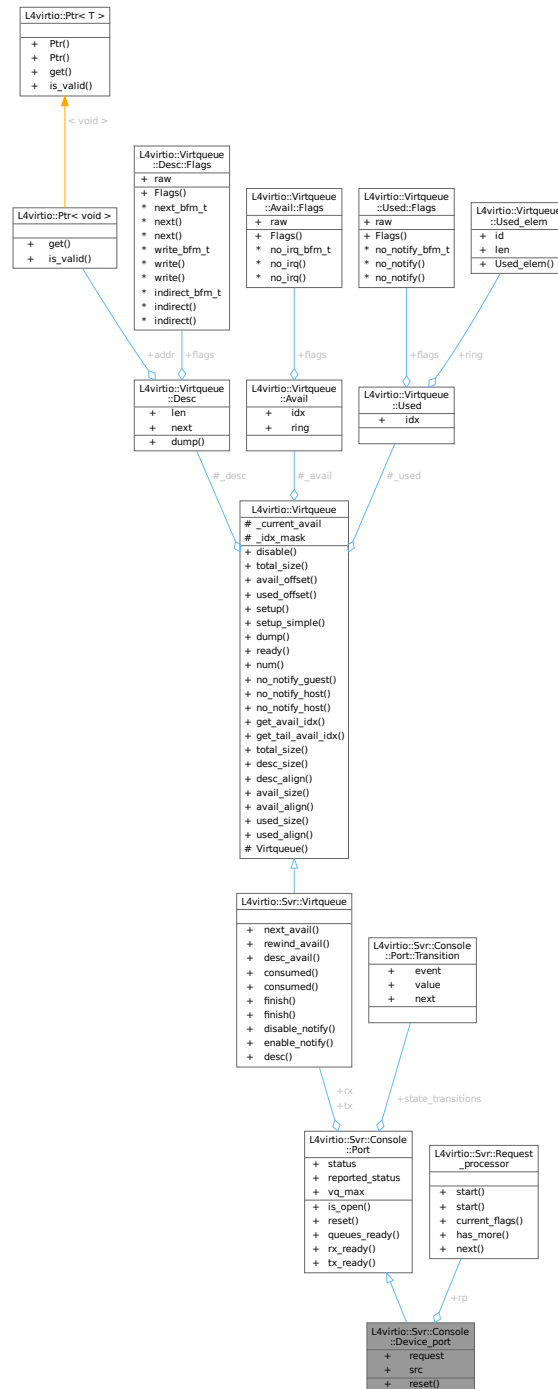 L4virtio::Ptr< T >
+ Ptr()
+ Ptr()
+ get()
+ is_valid()
< void >
L4virtio::Ptr< void >
+ get()
+ is_valid()
L4virtio::Virtqueue
::Desc::Flags
+ raw
+ Flags()
* next_bfm_t
* next()
* next()
* write_bfm_t
* write()
* write()
* indirect_bfm_t
* indirect()
* indirect()
L4virtio::Virtqueue
::Avail::Flags
+ raw
+ Flags()
* no_irq_bfm_t
* no_irq()
* no_irq()
L4virtio::Virtqueue
::Used::Flags
+ raw
+ Flags()
* no_notify_bfm_t
* no_notify()
* no_notify()
L4virtio::Virtqueue
::Used_elem
+ id
+ len
+ Used_elem()
+addr
+flags
+flags
+flags
+ring
L4virtio::Virtqueue
::Desc
+ len
+ next
+ dump()
L4virtio::Virtqueue
::Avail
+ idx
+ ring
L4virtio::Virtqueue
::Used
+ idx
#_desc
#_avail
#_used
L4virtio::Virtqueue
# _current_avail
# _idx_mask
+ disable()
+ total_size()
+ avail_offset()
+ used_offset()
+ setup()
+ setup_simple()
+ dump()
+ ready()
+ num()
+ no_notify_guest()
+ no_notify_host()
+ no_notify_host()
+ get_avail_idx()
+ get_tail_avail_idx()
+ total_size()
+ desc_size()
+ desc_align()
+ avail_size()
+ avail_align()
+ used_size()
+ used_align()
# Virtqueue()
L4virtio::Svr::Virtqueue
+ next_avail()
+ rewind_avail()
+ desc_avail()
+ consumed()
+ consumed()
+ finish()
+ finish()
+ disable_notify()
+ enable_notify()
+ desc()
L4virtio::Svr::Console
::Port::Transition
+ event
+ value
+ next
+rx
+tx
+state_transitions
L4virtio::Svr::Console
::Port
+ status
+ reported_status
+ vq_max
+ is_open()
+ reset()
+ queues_ready()
+ rx_ready()
+ tx_ready()
L4virtio::Svr::Request
_processor
+ start()
+ start()
+ current_flags()
+ has_more()
+ next()
+rp
L4virtio::Svr::Console
::Device_port
+ request
+ src
+ reset()